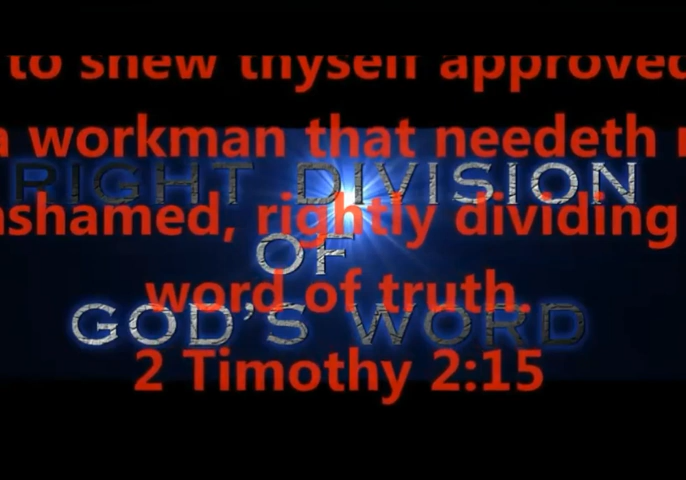 to shew thyself approved
a workman that needeth
RIGHT DIVISION
ashamed, rightly dividing
OF
word of truth.
GOD'S WORD
2 Timothy 2:15